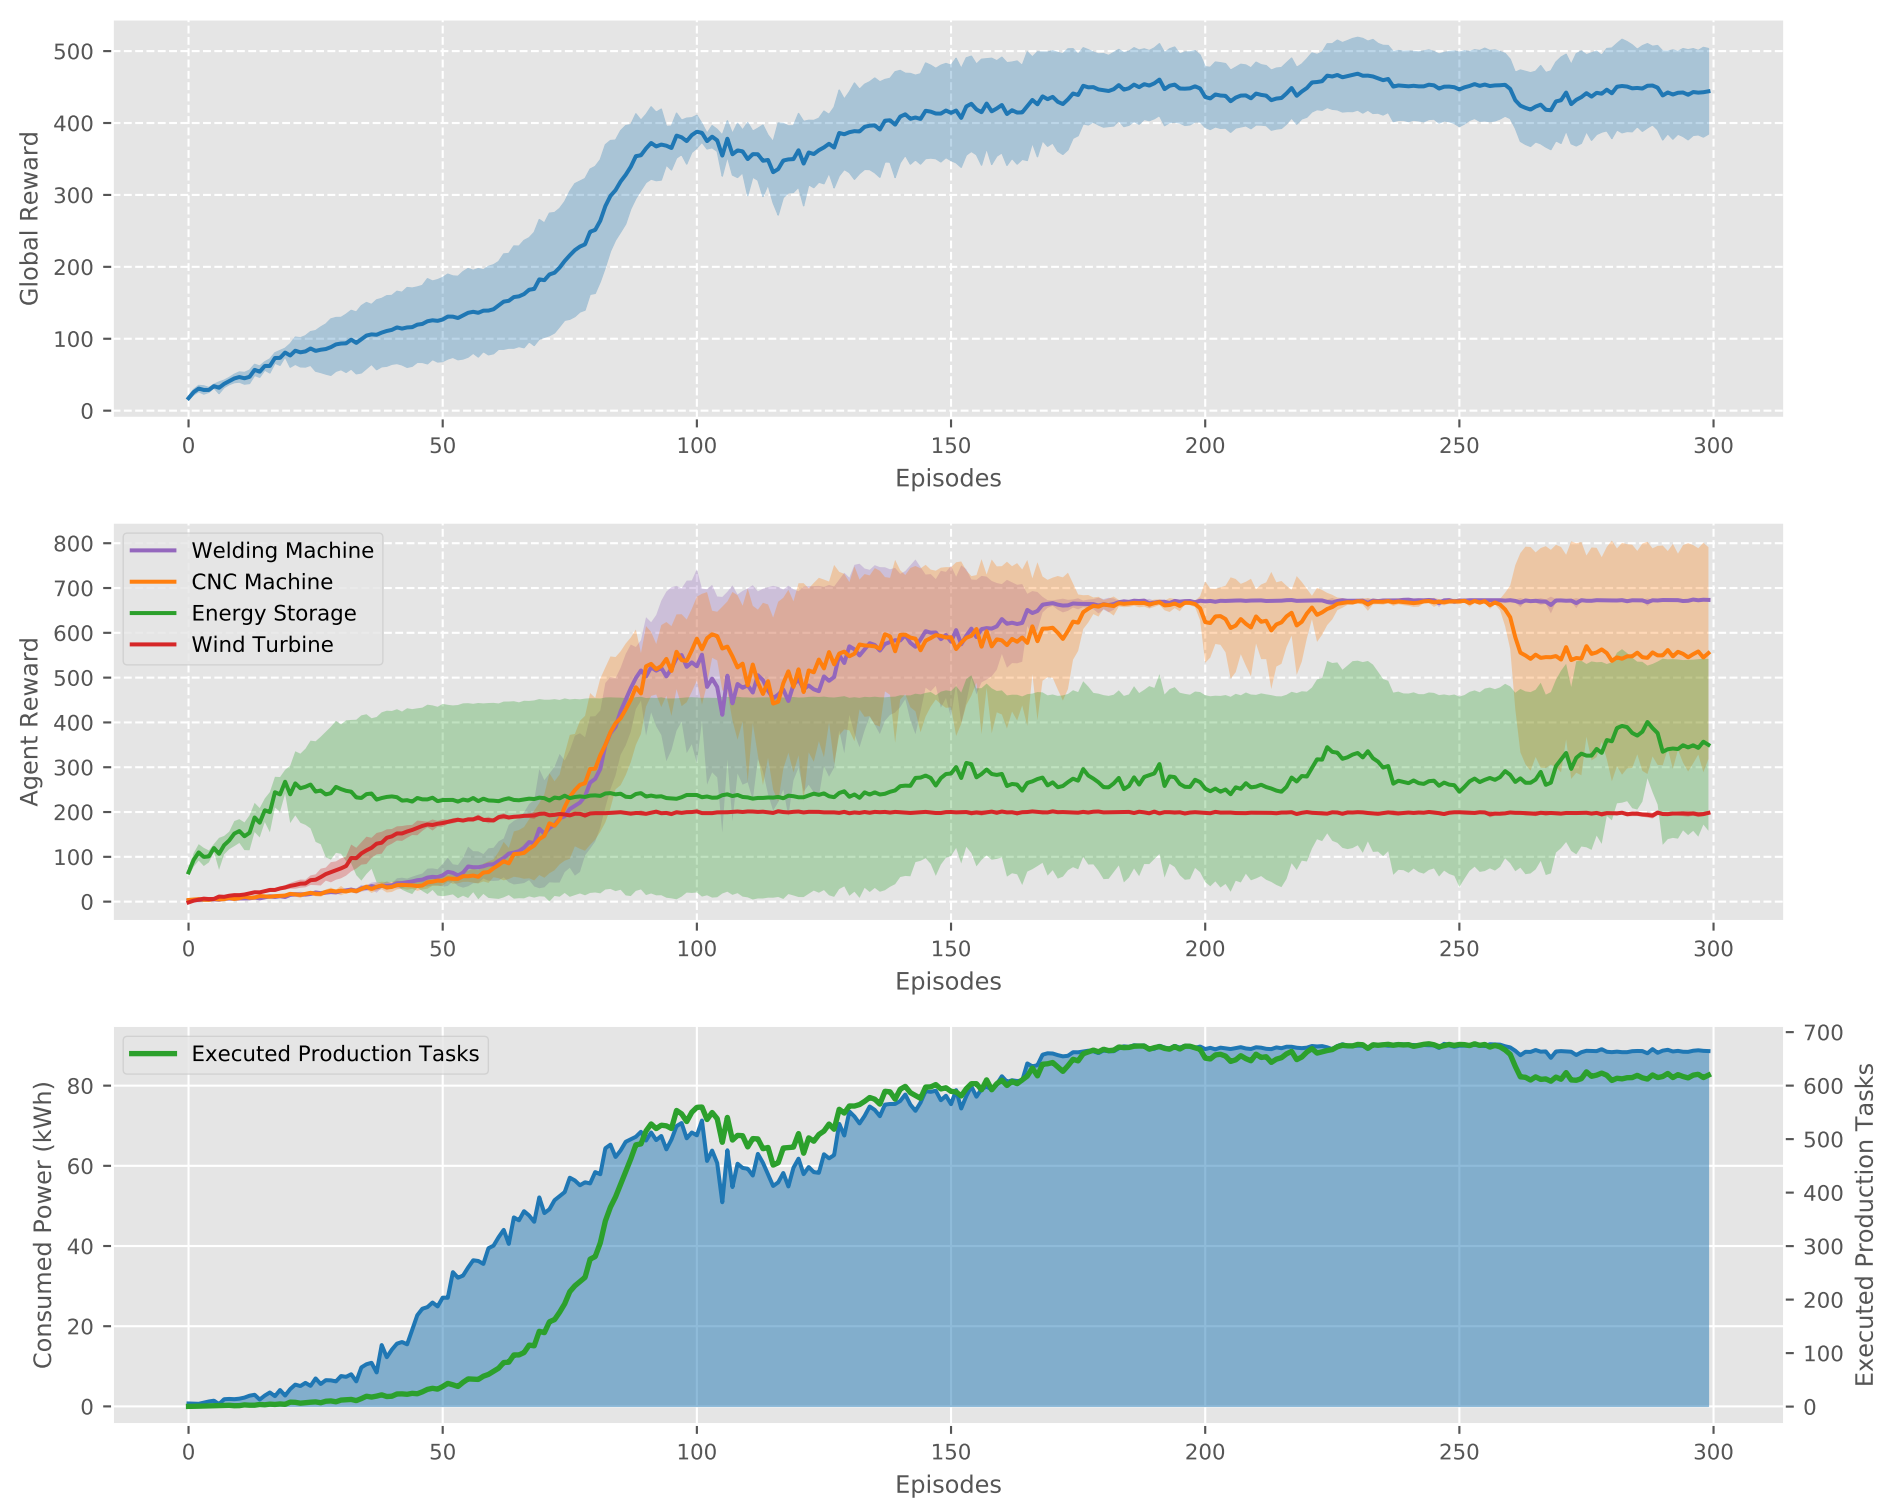 500
400
300
200
100
0
Global Reward
0 50 100 150 200 250 300
Episodes
800
700
600
500
400
300
200
100
0
Agent Reward
Welding Machine
CNC Machine
Energy Storage
Wind Turbine
0 50 100 150 200 250 300
Episodes
80
60
40
20
0
Consumed Power (kWh)
Executed Production Tasks
700
600
500
400
300
200
100
0
Executed Production Tasks
0 50 100 150 200 250 300
Episodes